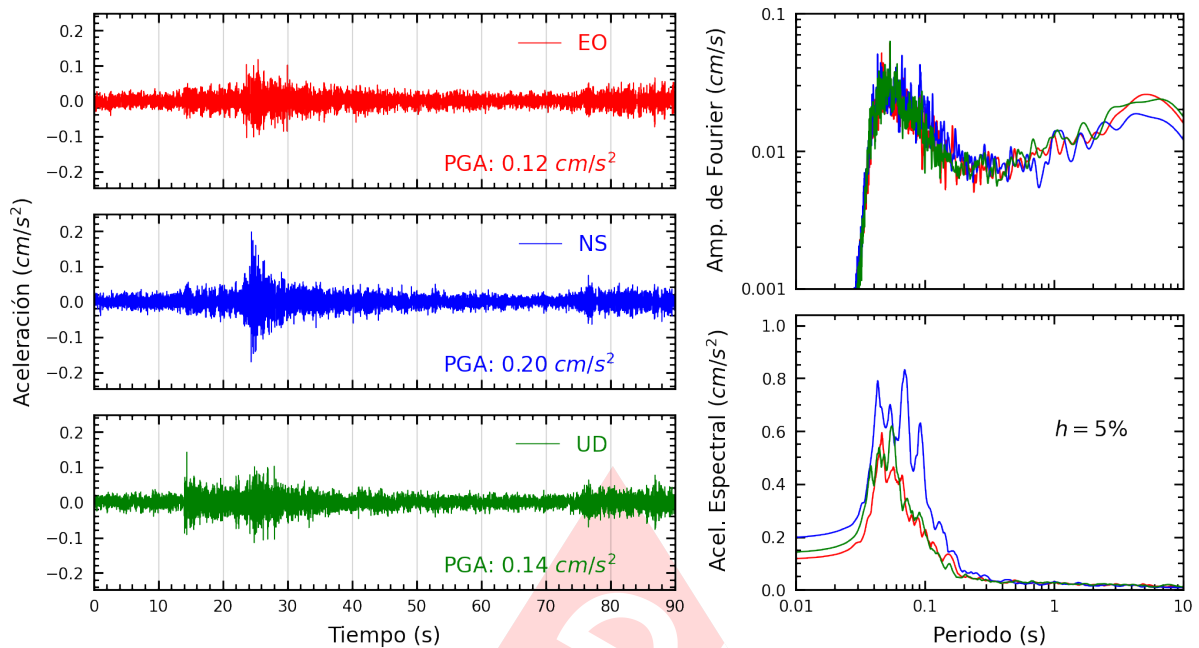 Aceleración (cm/s²)
0.2
0.1
0.0
−0.1
−0.2
EO
PGA: 0.12 cm/s²
0.2
0.1
0.0
−0.1
−0.2
NS
PGA: 0.20 cm/s²
0.2
0.1
0.0
−0.1
−0.2
UD
PGA: 0.14 cm/s²
0 10 20 30 40 50 60 70 80 90
Tiempo (s)
Amp. de Fourier (cm/s)
0.1
0.01
0.001
Acel. Espectral (cm/s²)
1.0
0.8
0.6
0.4
0.2
0.0
h = 5%
0.01 0.1 1 10
Periodo (s)